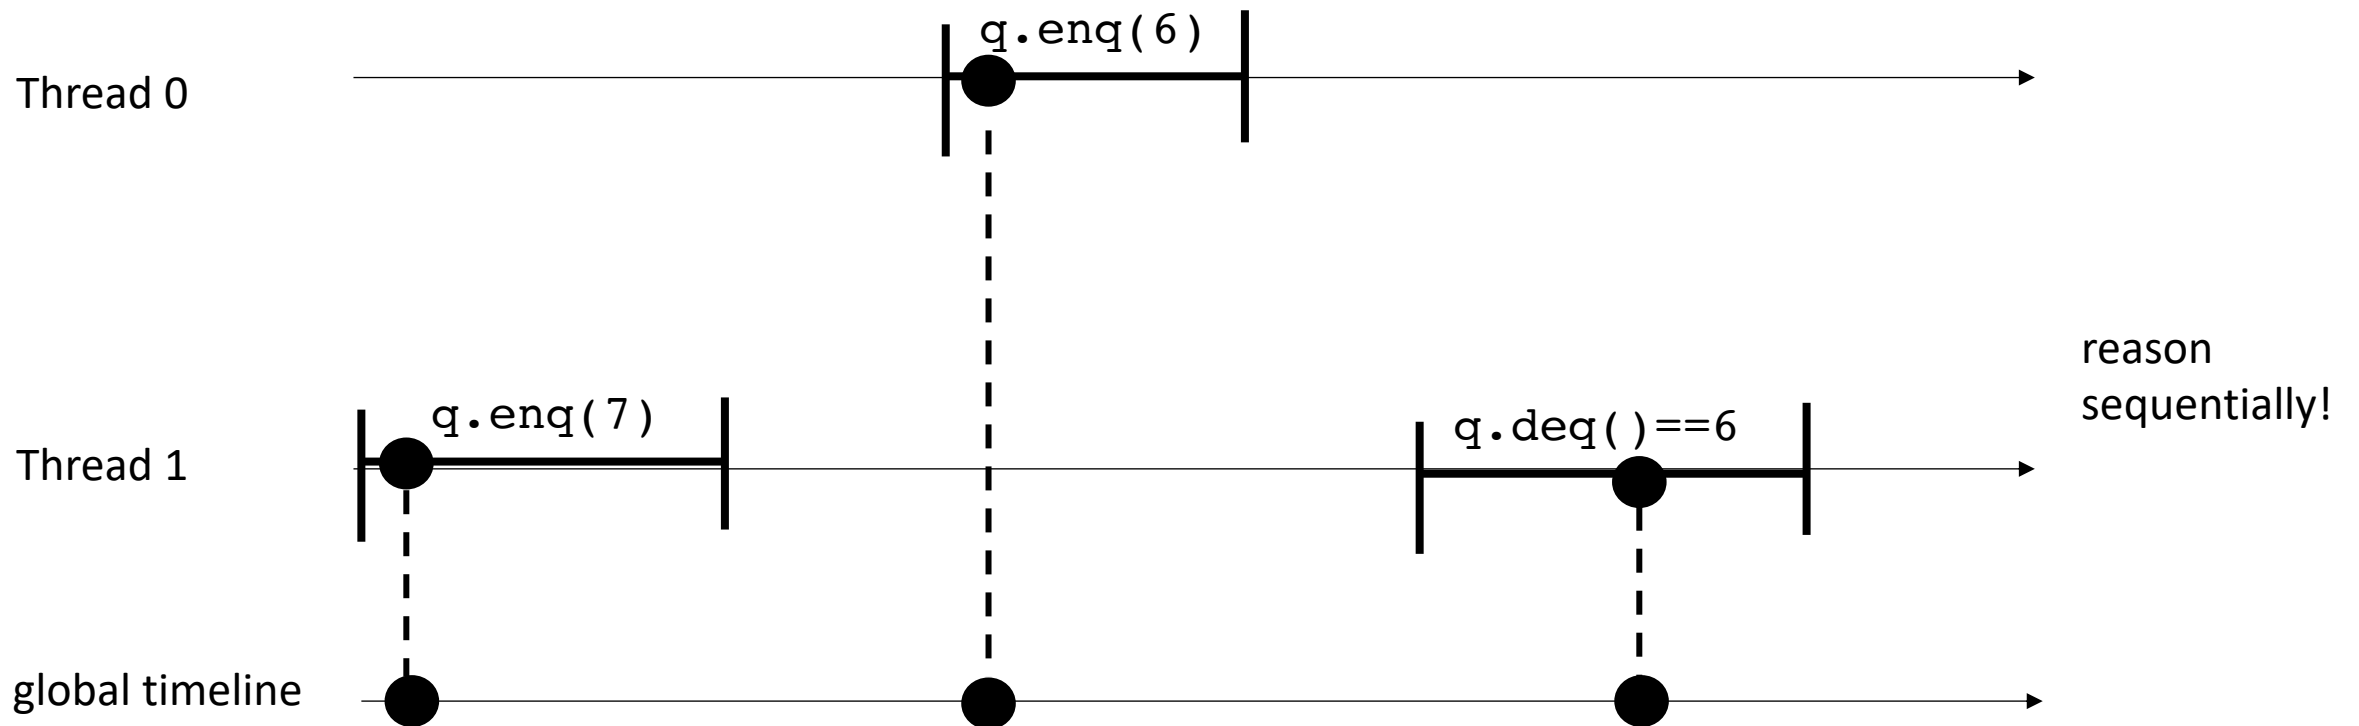 q.enq(6)
Thread 0
reason
sequentially!
q.enq(7)
q.deq()==6
Thread 1
global timeline